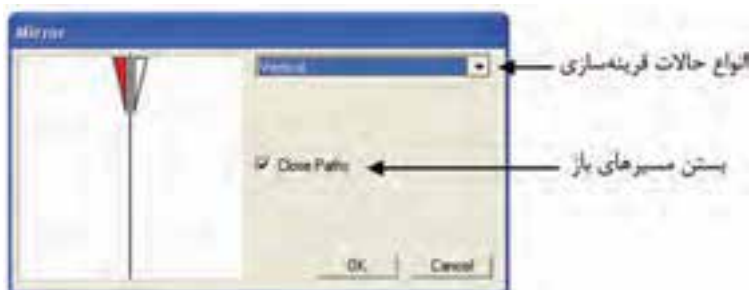 Mirror
Vertical
انواع حالات قرینه‌سازی
Close Paths
بستن مسیرهای باز
OK
Cancel